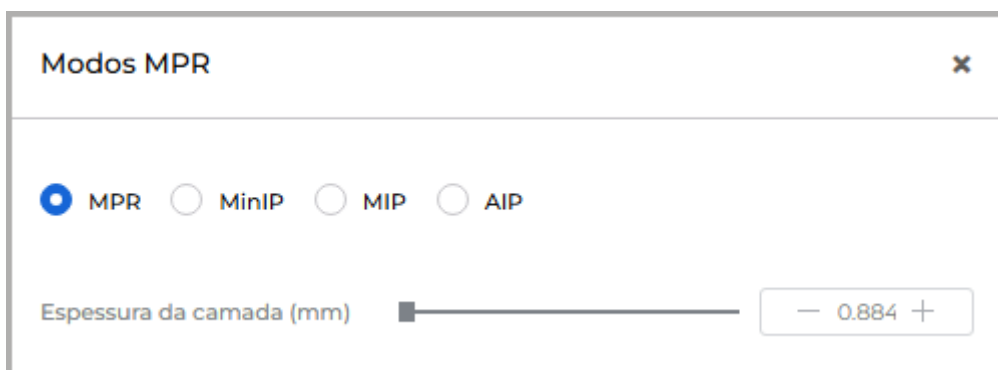 Modos MPR
MPR MinIP MIP AIP
Espessura da camada (mm) 0.884